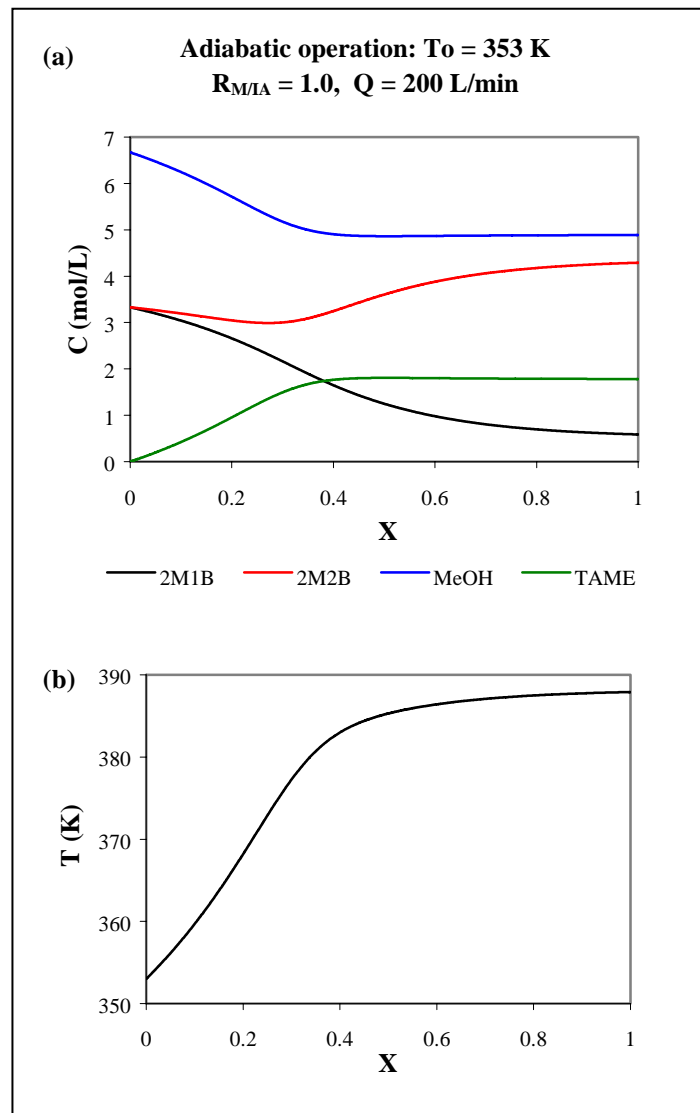 (a)
Adiabatic operation: To = 353 K
R_M/IA = 1.0, Q = 200 L/min
7
6
5
4
3
2
1
0
C (mol/L)
0 0.2 0.4 0.6 0.8 1
X
2M1B 2M2B MeOH TAME
(b)
390
380
370
360
350
T (K)
0 0.2 0.4 0.6 0.8 1
X